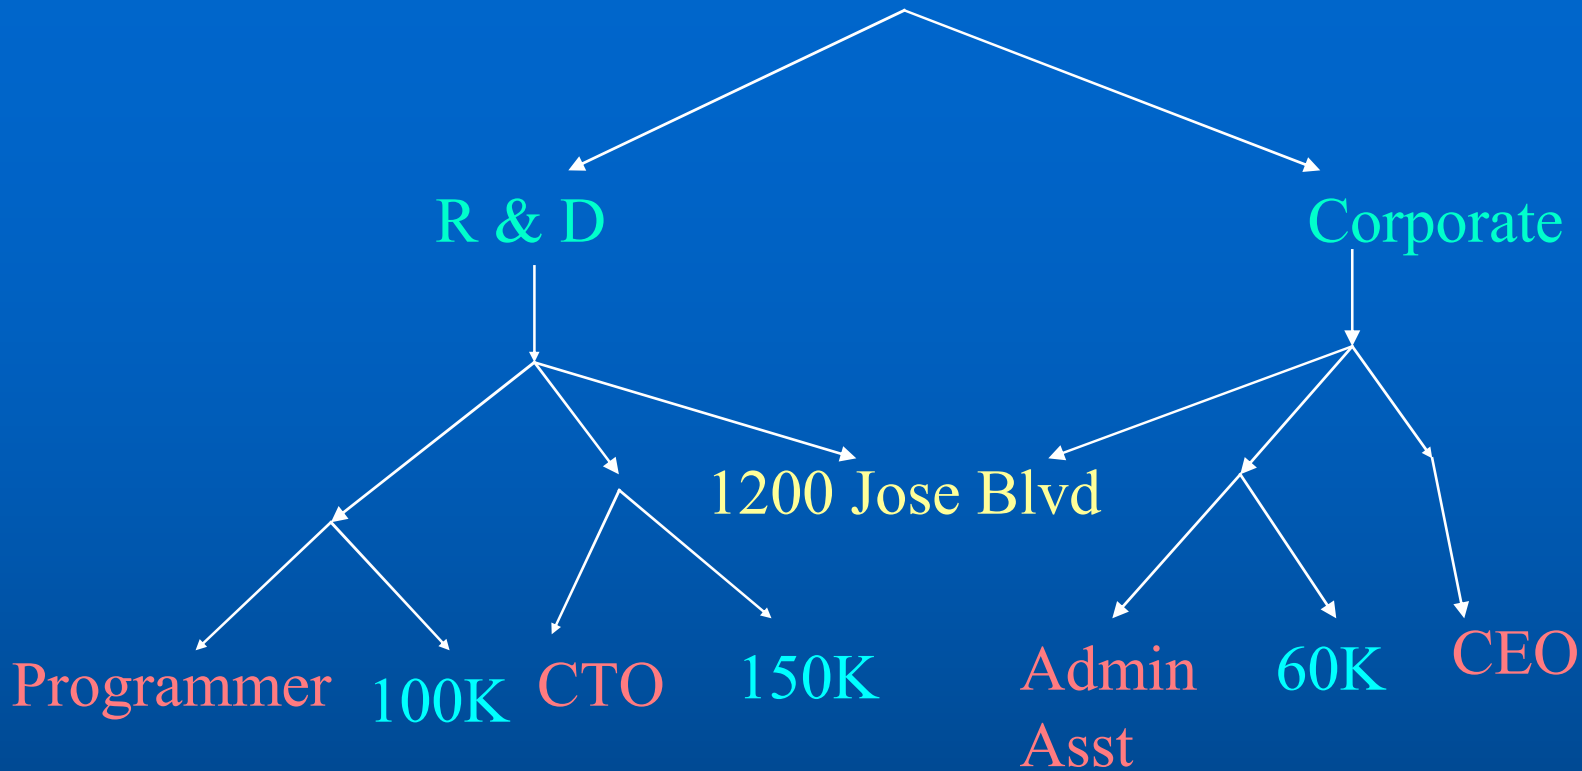 R & D
Corporate
1200 Jose Blvd
Programmer
100K
CTO
150K
Admin
Asst
60K
CEO